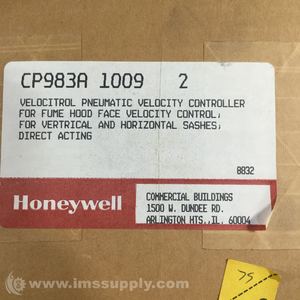 CP983A 1009 2
VELOCITROL PNEUMATIC VELOCITY CONTROLLER
FOR FUME HOOD FACE VELOCITY CONTROL;
FOR VERTRICAL AND HORIZONTAL SASHES;
DIRECT ACTING
8832
Honeywell
COMMERCIAL BUILDINGS
1500 W. DUNDEE RD.
ARLINGTON HTS., IL. 60004
© www.imssupply.com